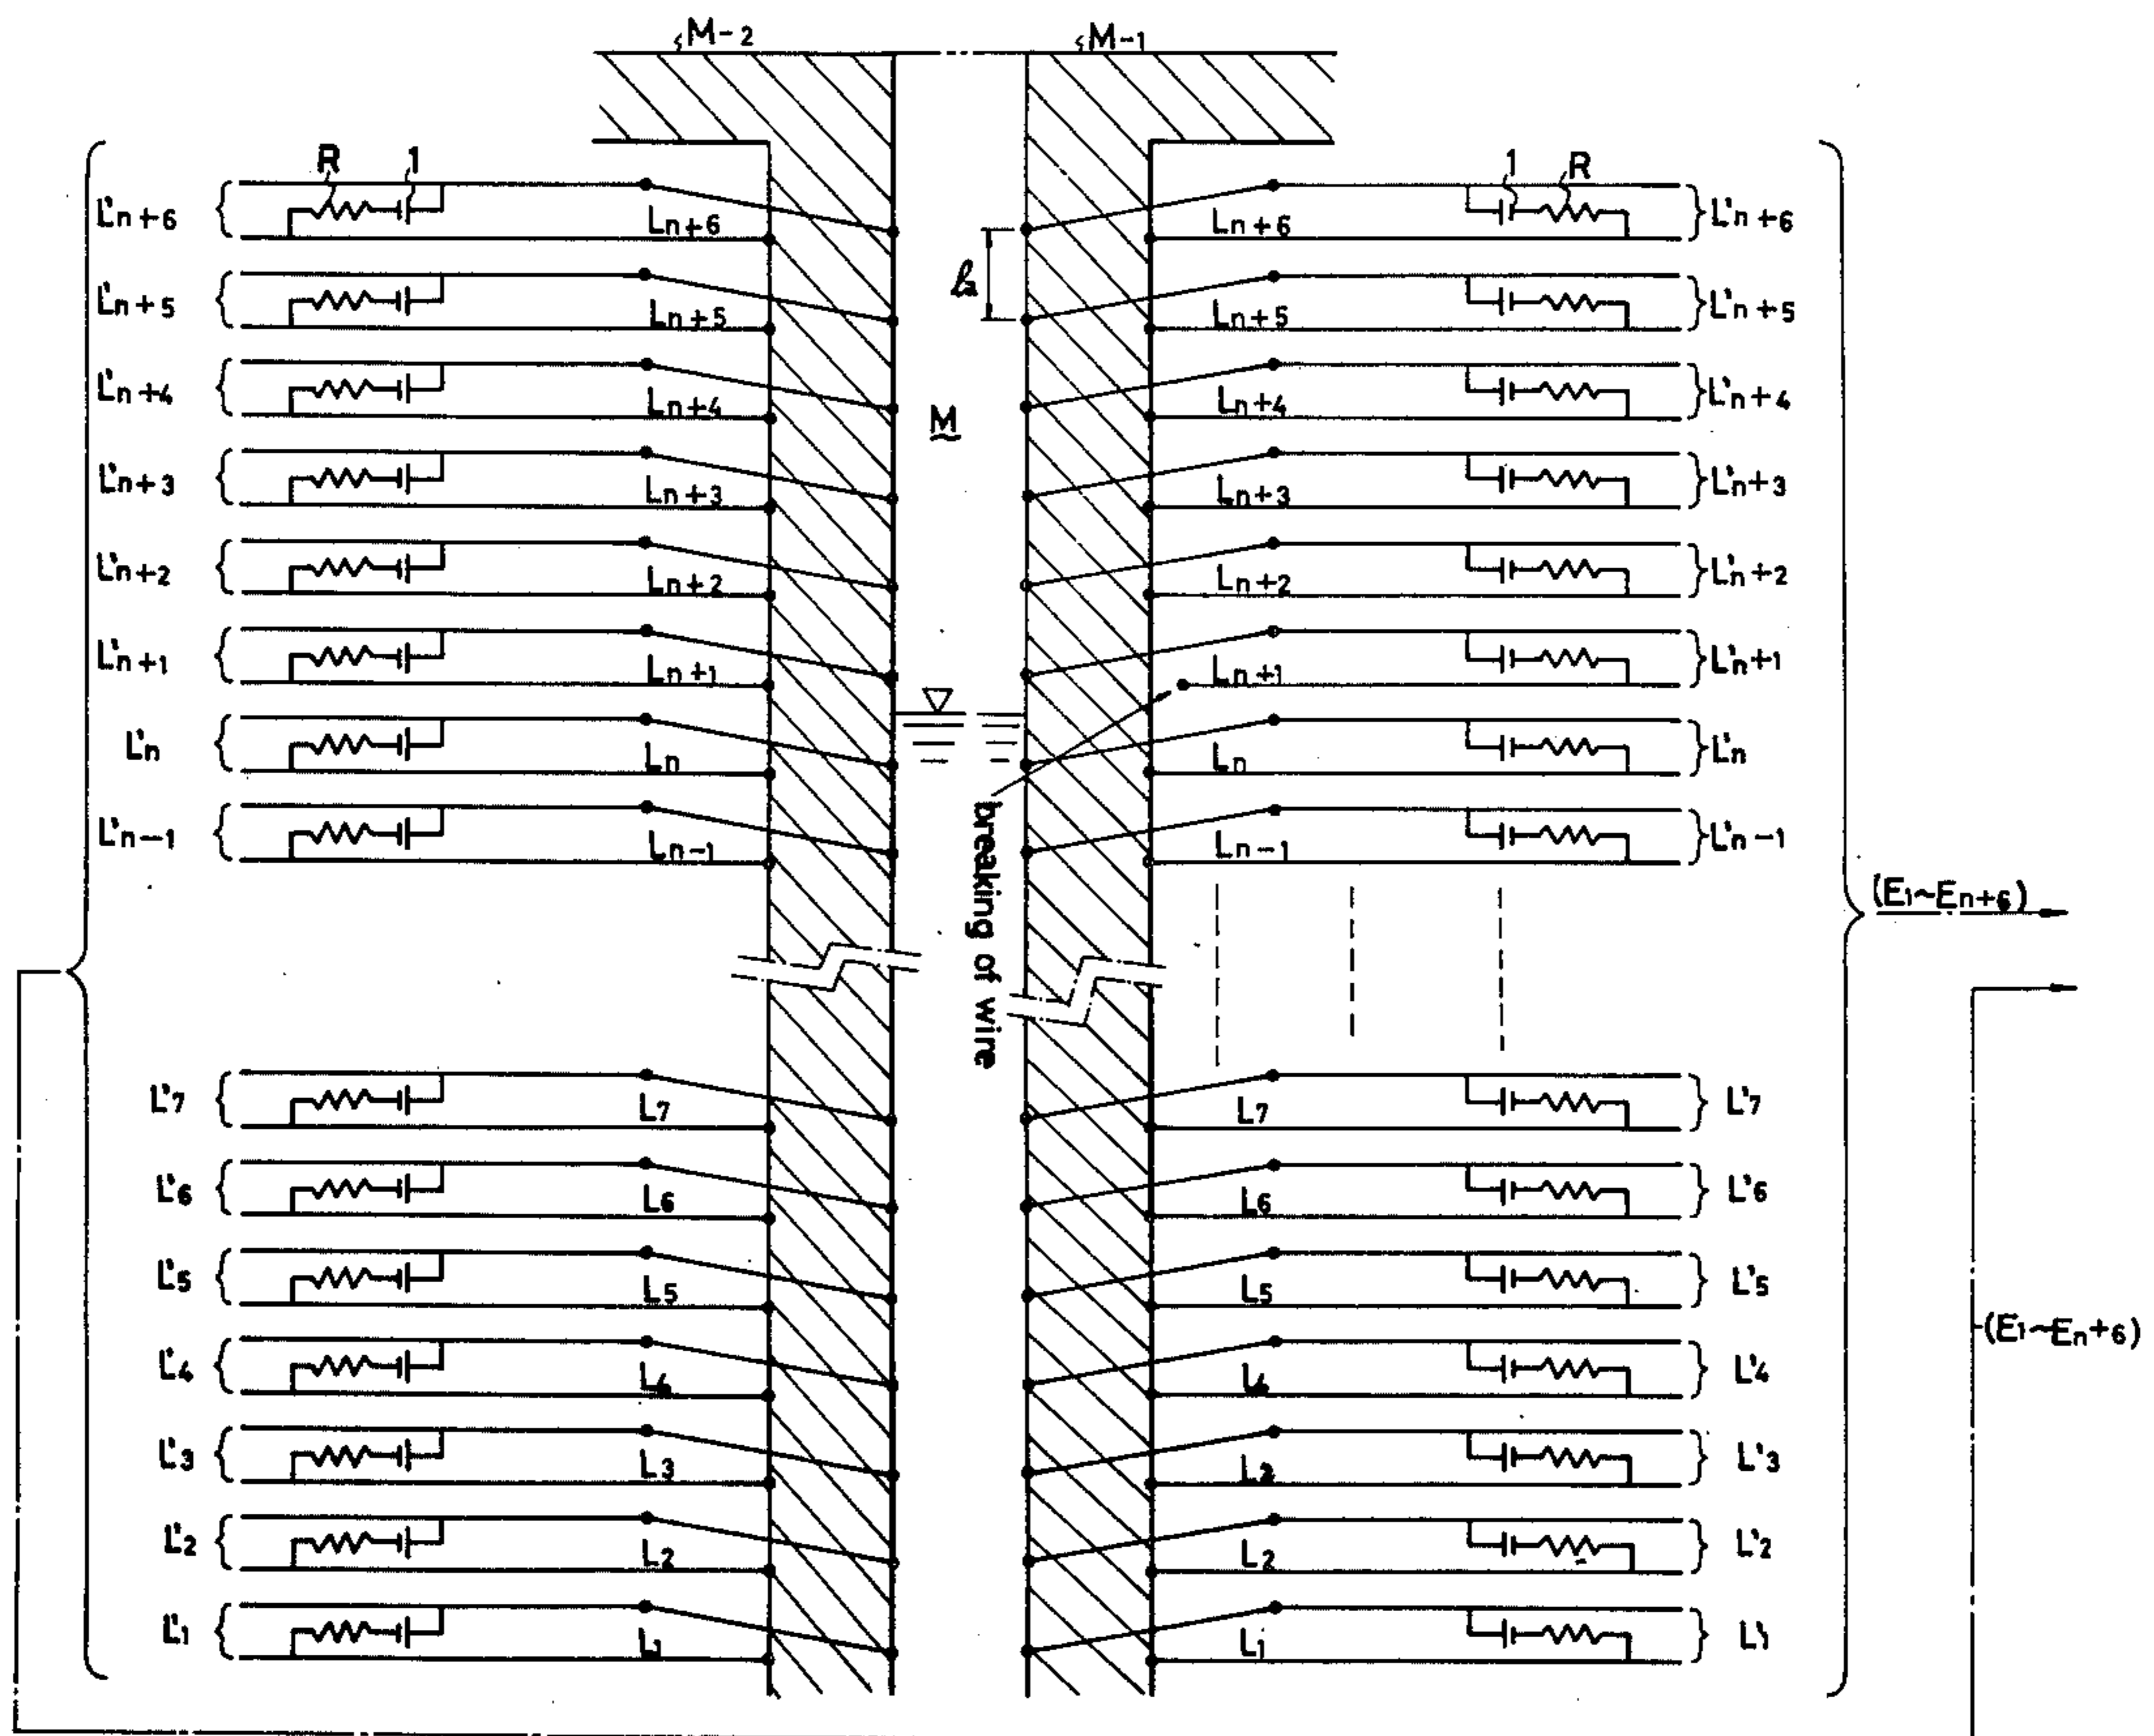 M-2 M-1
R 1 1 R
L'n+6 Ln+6 Ln+6 L'n+6
L'n+5 Ln+5 l2 Ln+5 L'n+5
L'n+4 Ln+4 M Ln+4 L'n+4
L'n+3 Ln+3 Ln+3 L'n+3
L'n+2 Ln+2 Ln+2 L'n+2
L'n+1 Ln+1 Ln+1 L'n+1
L'n Ln Ln L'n
L'n-1 Ln-1 Ln-1 L'n-1
breaking of wire
(E1~En+6)
L'7 L7 L7 L'7
L'6 L6 L6 L'6
L'5 L5 L5 L'5
(E1~En+6)
L'4 L4 L4 L'4
L'3 L3 L2 L'3
L'2 L2 L2 L'2
L'1 L1 L1 L'1